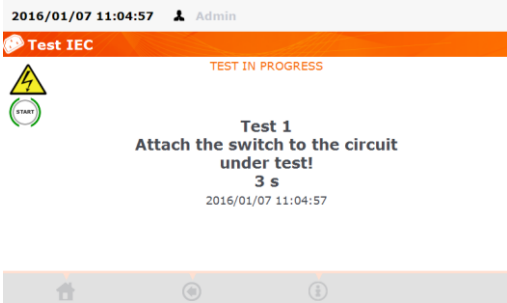 2016/01/07 11:04:57 Admin
Test IEC
TEST IN PROGRESS
START
Test 1
Attach the switch to the circuit
under test!
3 s
2016/01/07 11:04:57